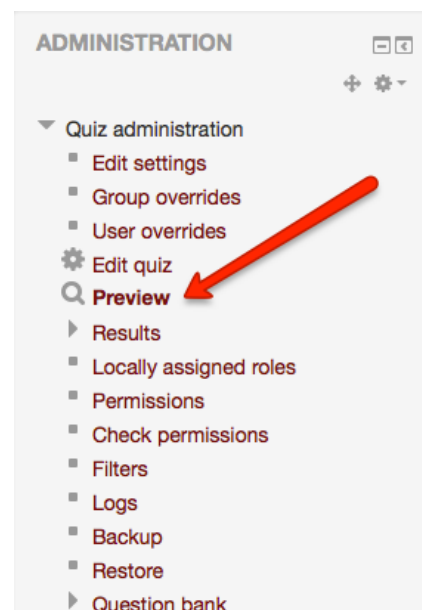 ADMINISTRATION
Quiz administration
Edit settings
Group overrides
User overrides
Edit quiz
Preview
Results
Locally assigned roles
Permissions
Check permissions
Filters
Logs
Backup
Restore
Question bank